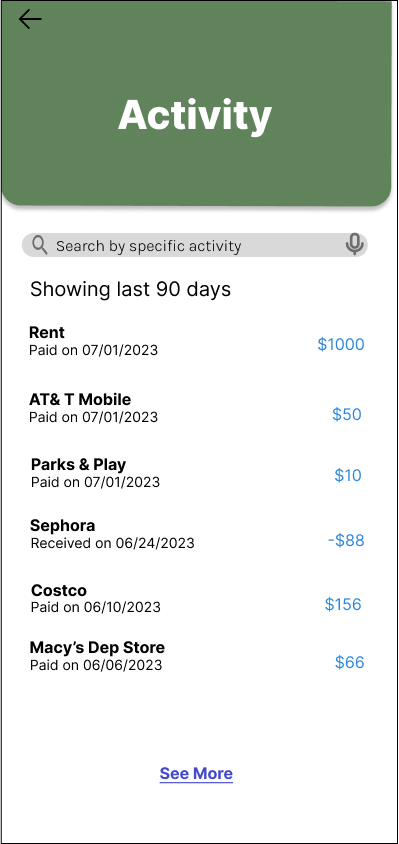 Activity
Search by specific activity
Showing last 90 days
Rent
Paid on 07/01/2023
$1000
AT& T Mobile
Paid on 07/01/2023
$50
Parks & Play
Paid on 07/01/2023
$10
Sephora
Received on 06/24/2023
-$88
Costco
Paid on 06/10/2023
$156
Macy’s Dep Store
Paid on 06/06/2023
$66
See More